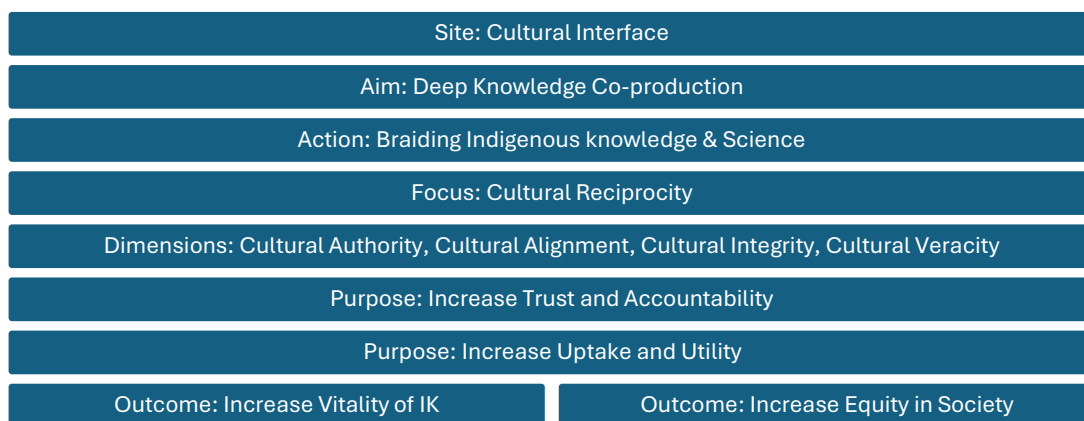 Site: Cultural Interface
Aim: Deep Knowledge Co-production
Action: Braiding Indigenous knowledge & Science
Focus: Cultural Reciprocity
Dimensions: Cultural Authority, Cultural Alignment, Cultural Integrity, Cultural Veracity
Purpose: Increase Trust and Accountability
Purpose: Increase Uptake and Utility
Outcome: Increase Vitality of IK
Outcome: Increase Equity in Society